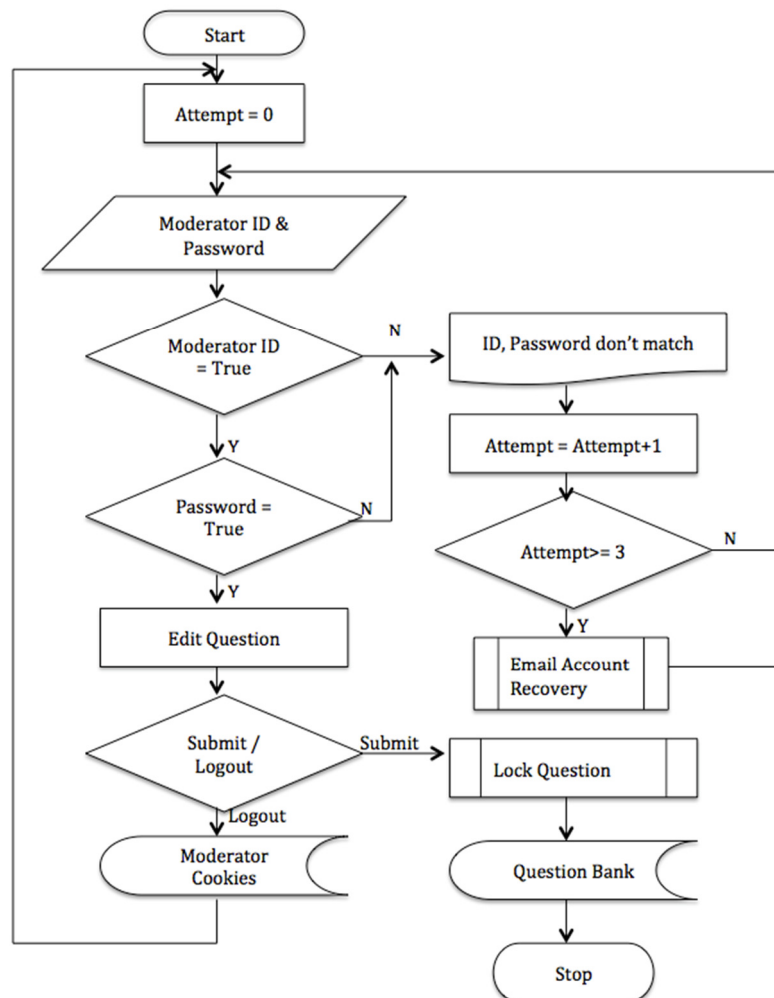 Start
Attempt = 0
Moderator ID &
Password
Moderator ID
= True
N
ID, Password don’t match
Y
Attempt = Attempt+1
Password =
True
N
Attempt>= 3
N
Y
Y
Edit Question
Email Account
Recovery
Submit /
Logout
Submit
Lock Question
Logout
Moderator
Cookies
Question Bank
Stop